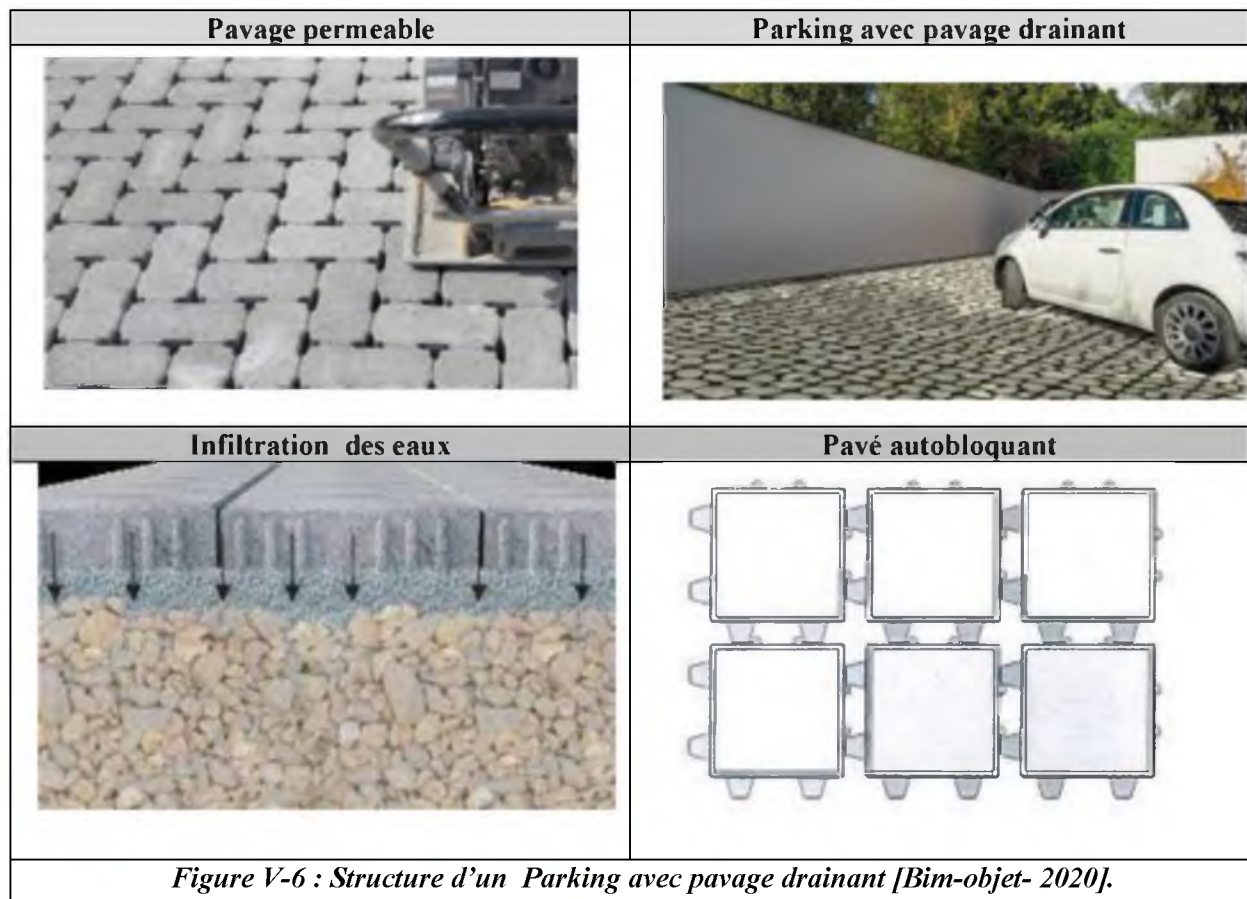 Pavage permeable
Parking avec pavage drainant
Infiltration des eaux
Pavé autobloquant
Figure V-6 : Structure d'un Parking avec pavage drainant [Bim-objet- 2020].